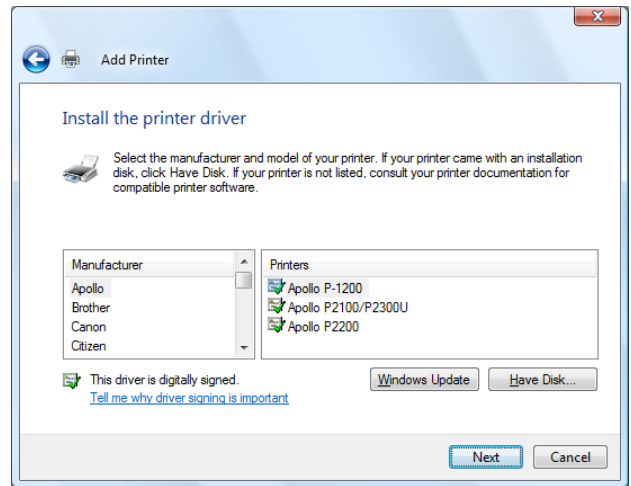 Add Printer
Install the printer driver
Select the manufacturer and model of your printer. If your printer came with an installation
disk, click Have Disk. If your printer is not listed, consult your printer documentation for
compatible printer software.
Manufacturer
Apollo
Brother
Canon
Citizen
Printers
Apollo P-1200
Apollo P2100/P2300U
Apollo P2200
This driver is digitally signed.
Tell me why driver signing is important
Windows Update
Have Disk...
Next
Cancel